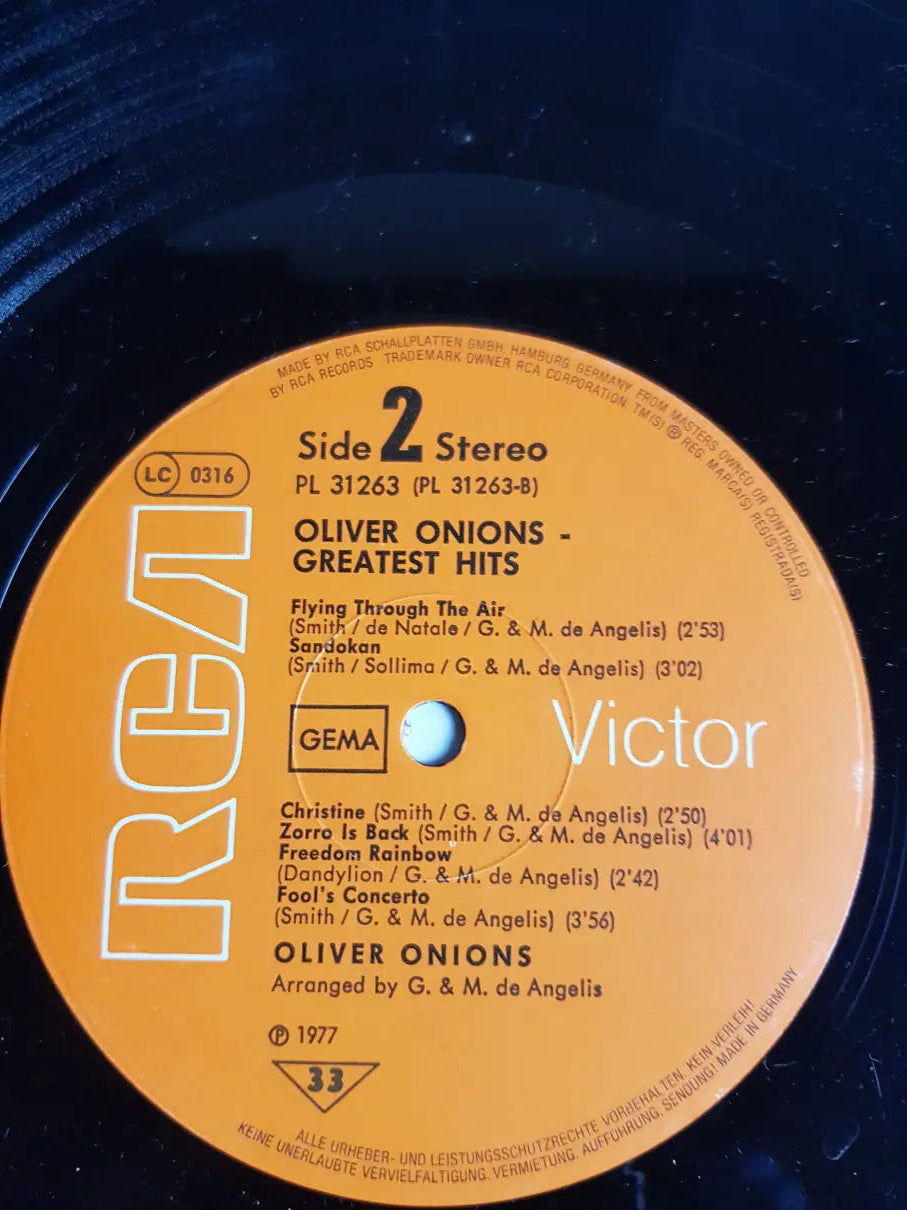 MADE BY RCA SCHALLPLATTEN GMBH, HAMBURG, GERMANY, FROM MASTERS OWNED OR CONTROLLED
BY RCA RECORDS TRADEMARK OWNER RCA CORPORATION. TM(S) ® REG. MARCA(S) REGISTRADA(S)
Side 2 Stereo
LC 0316
PL 31263 (PL 31263-B)
OLIVER ONIONS -
GREATEST HITS
Flying Through The Air
(Smith / de Natale / G. & M. de Angelis) (2'53)
Sandokan
(Smith / Sollima / G. & M. de Angelis) (3'02)
RCA
GEMA
Victor
Christine (Smith / G. & M. de Angelis) (2'50)
Zorro Is Back (Smith / G. & M. de Angelis) (4'01)
Freedom Rainbow
(Dandylion / G. & M. de Angelis) (2'42)
Fool's Concerto
(Smith / G. & M. de Angelis) (3'56)
OLIVER ONIONS
Arranged by G. & M. de Angelis
℗ 1977
33
ALLE URHEBER- UND LEISTUNGSSCHUTZRECHTE VORBEHALTEN. KEIN VERLEIH!
KEINE UNERLAUBTE VERVIELFÄLTIGUNG, VERMIETUNG, AUFFÜHRUNG, SENDUNG! MADE IN GERMANY